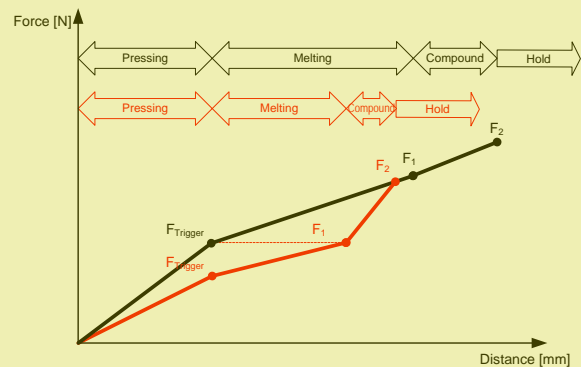 Force [N]
Pressing Melting Compound Hold
Pressing Melting Compound Hold
F2
F1
F2
FTrigger
F1
FTrigger
Distance [mm]